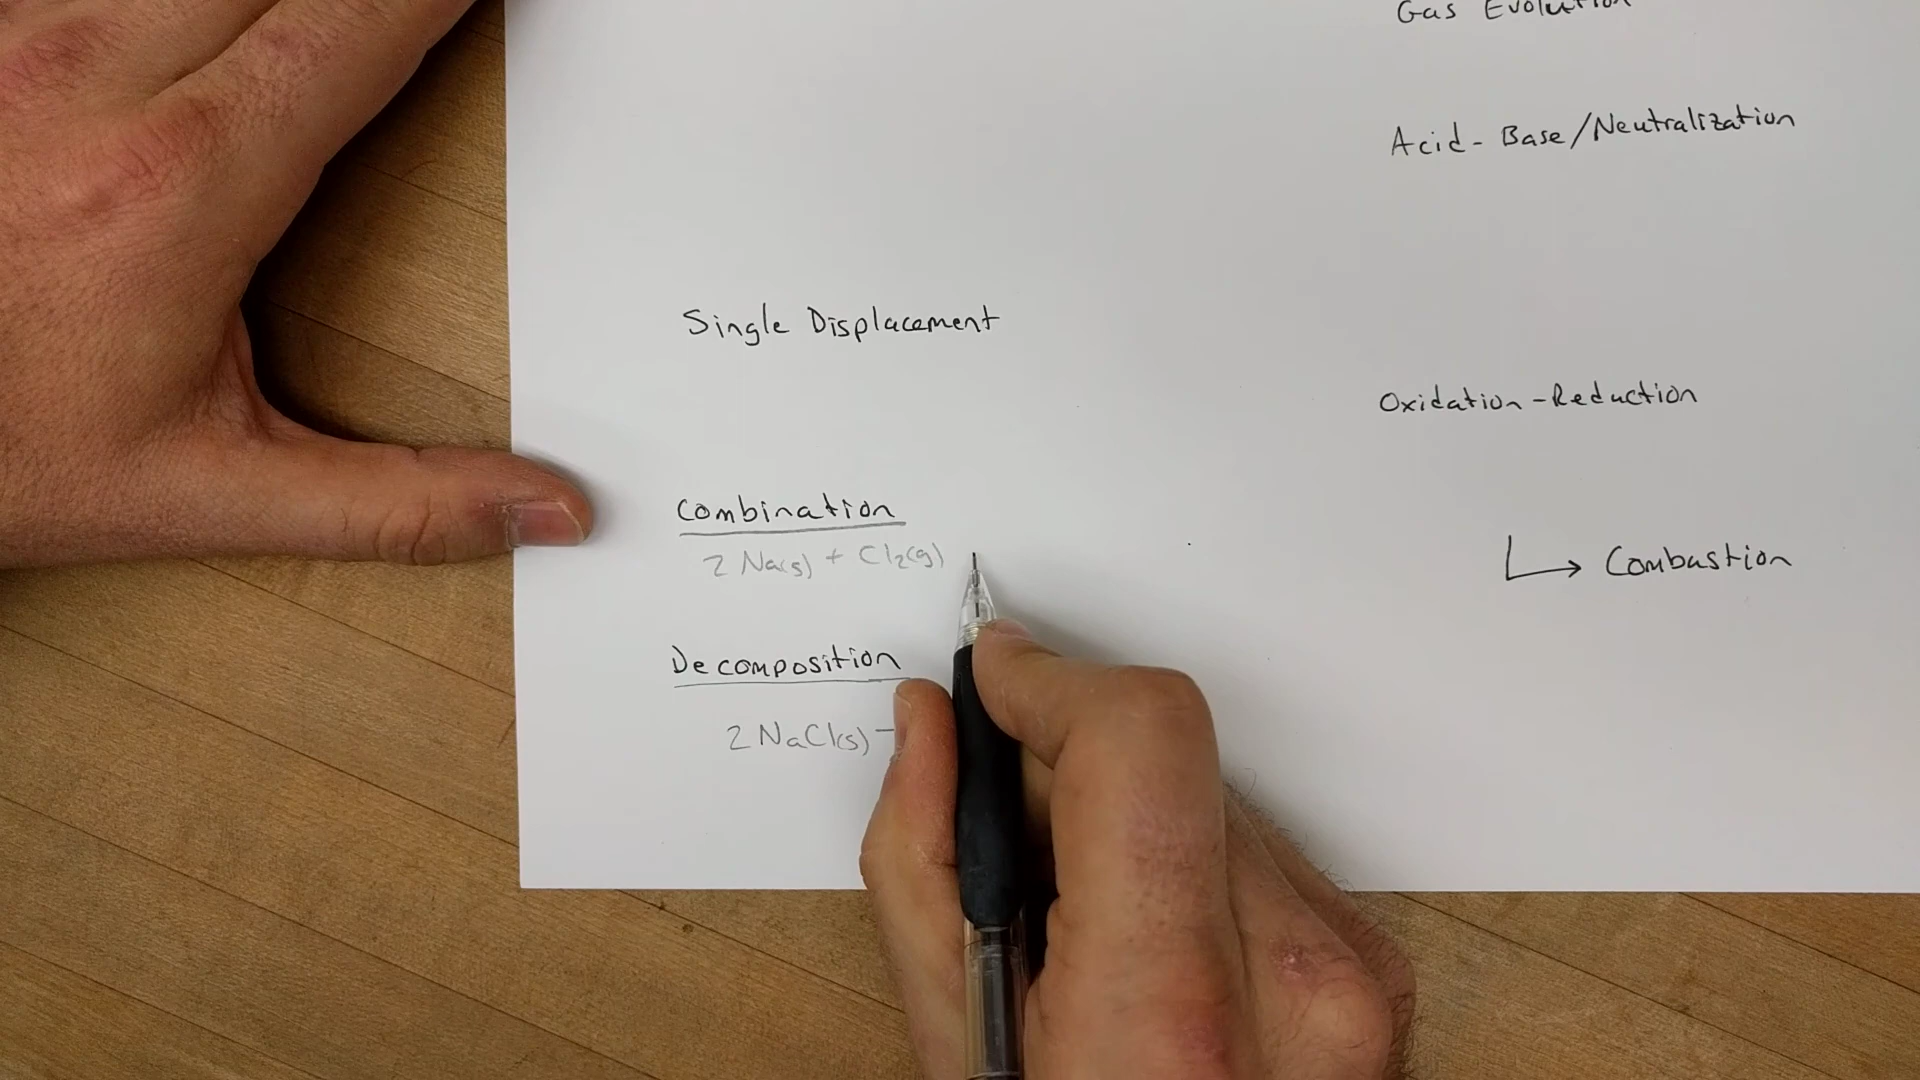 Gas Evolution
Acid-Base/Neutralization
Single Displacement
Oxidation-Reduction
Combination
2 Na(s) + Cl₂(g)
Combustion
Decomposition
2 NaCl(s) –